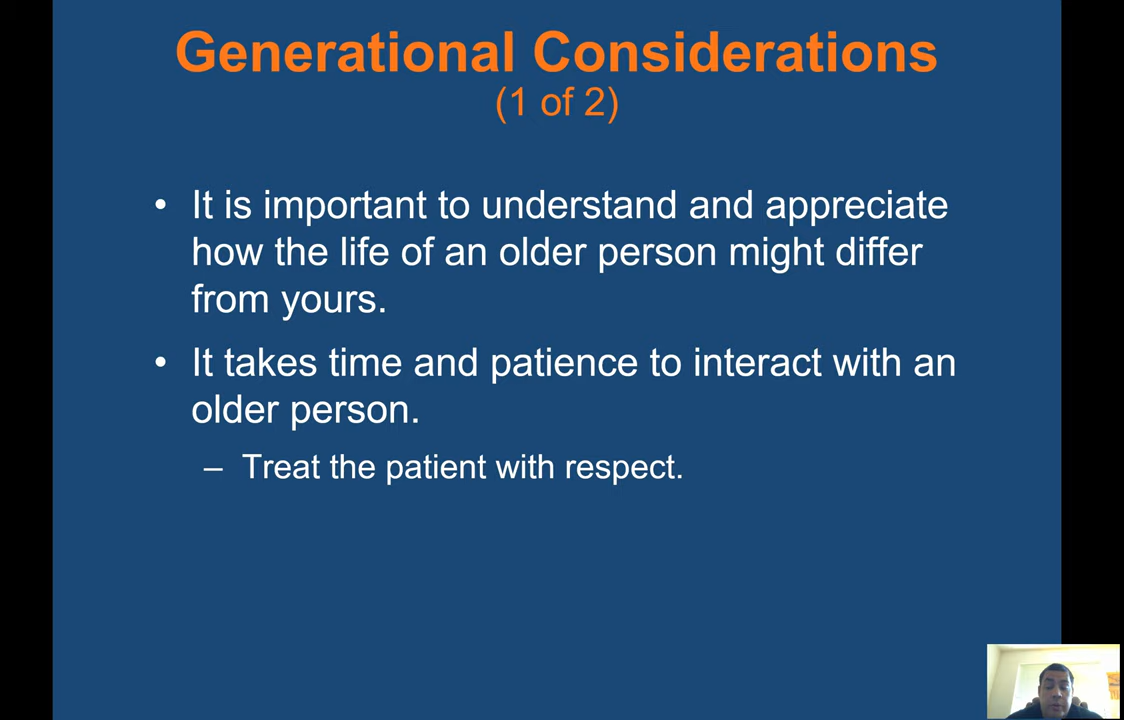 Generational Considerations
(1 of 2)
• It is important to understand and appreciate
how the life of an older person might differ
from yours.
• It takes time and patience to interact with an
older person.
– Treat the patient with respect.